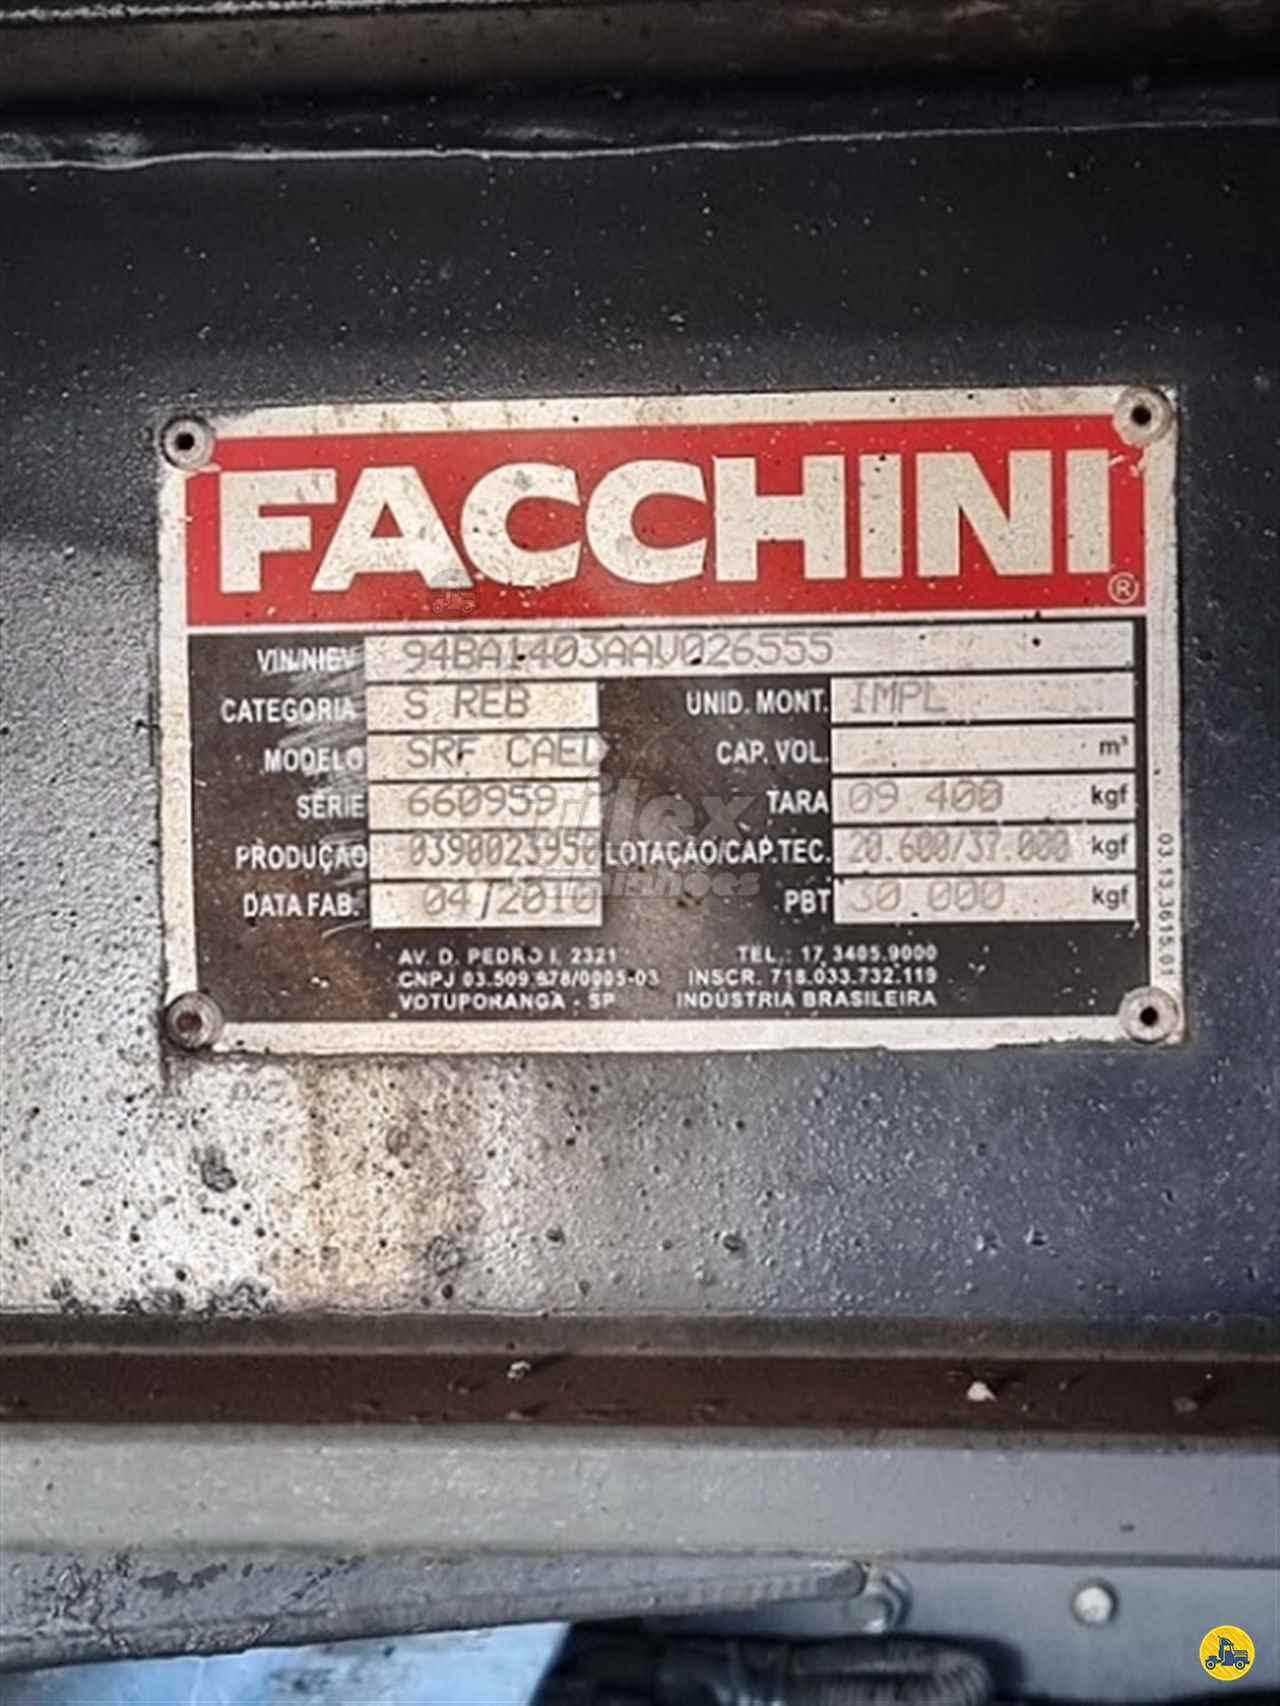 FACCHINI
®
VIN/NIEV 94BA1403AAV026555
CATEGORIA S REB UNID. MONT. IMPL
MODELO SRF CAED CAP. VOL. m³
SÉRIE 660959 TARA 09.400 kgf
PRODUÇÃO LOTAÇÃO/CAP.TEC. 20.600/37.000 kgf
DATA FAB. 04/2010 PBT 30.000 kgf
AV. D. PEDRO I, 2321 TEL.: 17 3405.9000
CNPJ 03.509.978/0005-03 INSCR. 718.033.732.119
VOTUPORANGA - SP INDÚSTRIA BRASILEIRA
03.13.3615.01